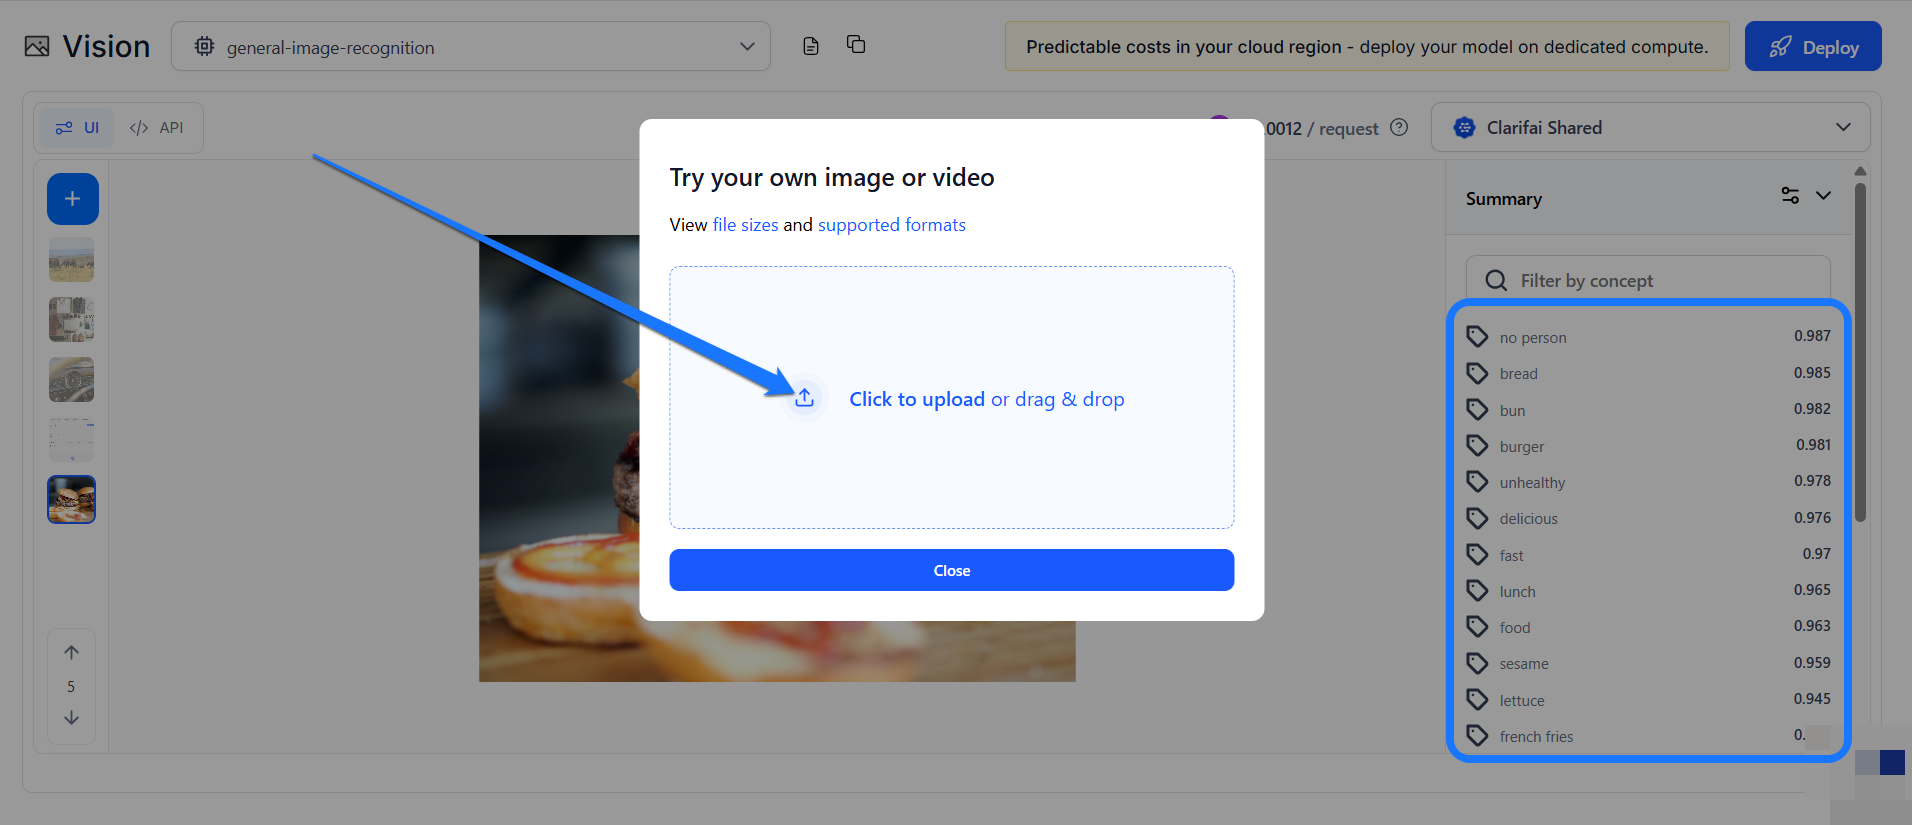 Vision
general-image-recognition
Predictable costs in your cloud region - deploy your model on dedicated compute.
Deploy
UI
API
.0012 / request
Clarifai Shared
Try your own image or video
View file sizes and supported formats
Click to upload or drag & drop
Close
5
Summary
Filter by concept
no person 0.987
bread 0.985
bun 0.982
burger 0.981
unhealthy 0.978
delicious 0.976
fast 0.97
lunch 0.965
food 0.963
sesame 0.959
lettuce 0.945
french fries 0.